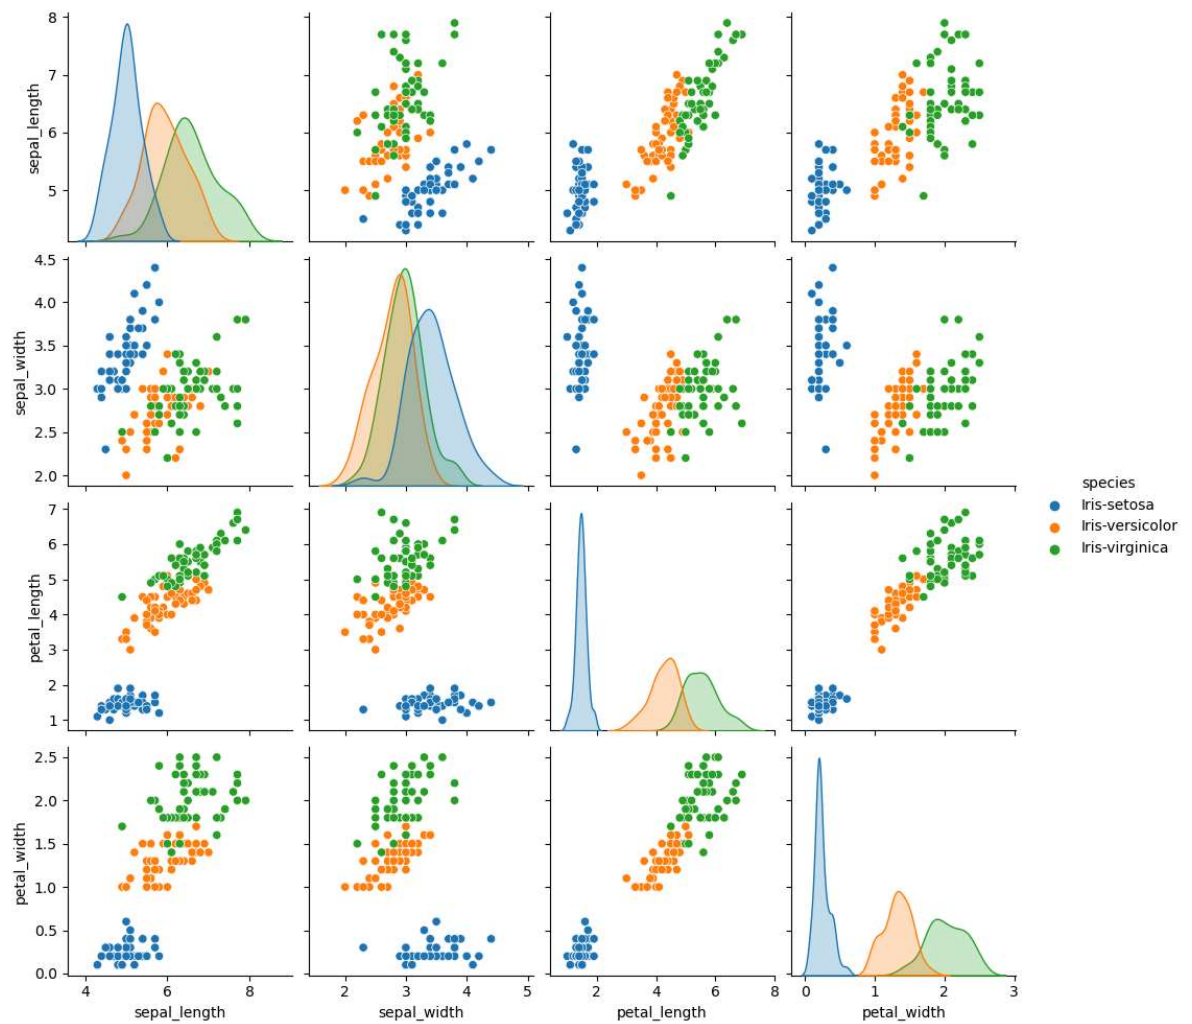 8
7
6
5
sepal_length
4.5
4.0
3.5
3.0
2.5
2.0
sepal_width
species
Iris-setosa
Iris-versicolor
Iris-virginica
7
6
5
4
3
2
1
petal_length
2.5
2.0
1.5
1.0
0.5
0.0
petal_width
4 6 8
sepal_length
2 3 4 5
sepal_width
2 4 6 8
petal_length
0 1 2 3
petal_width